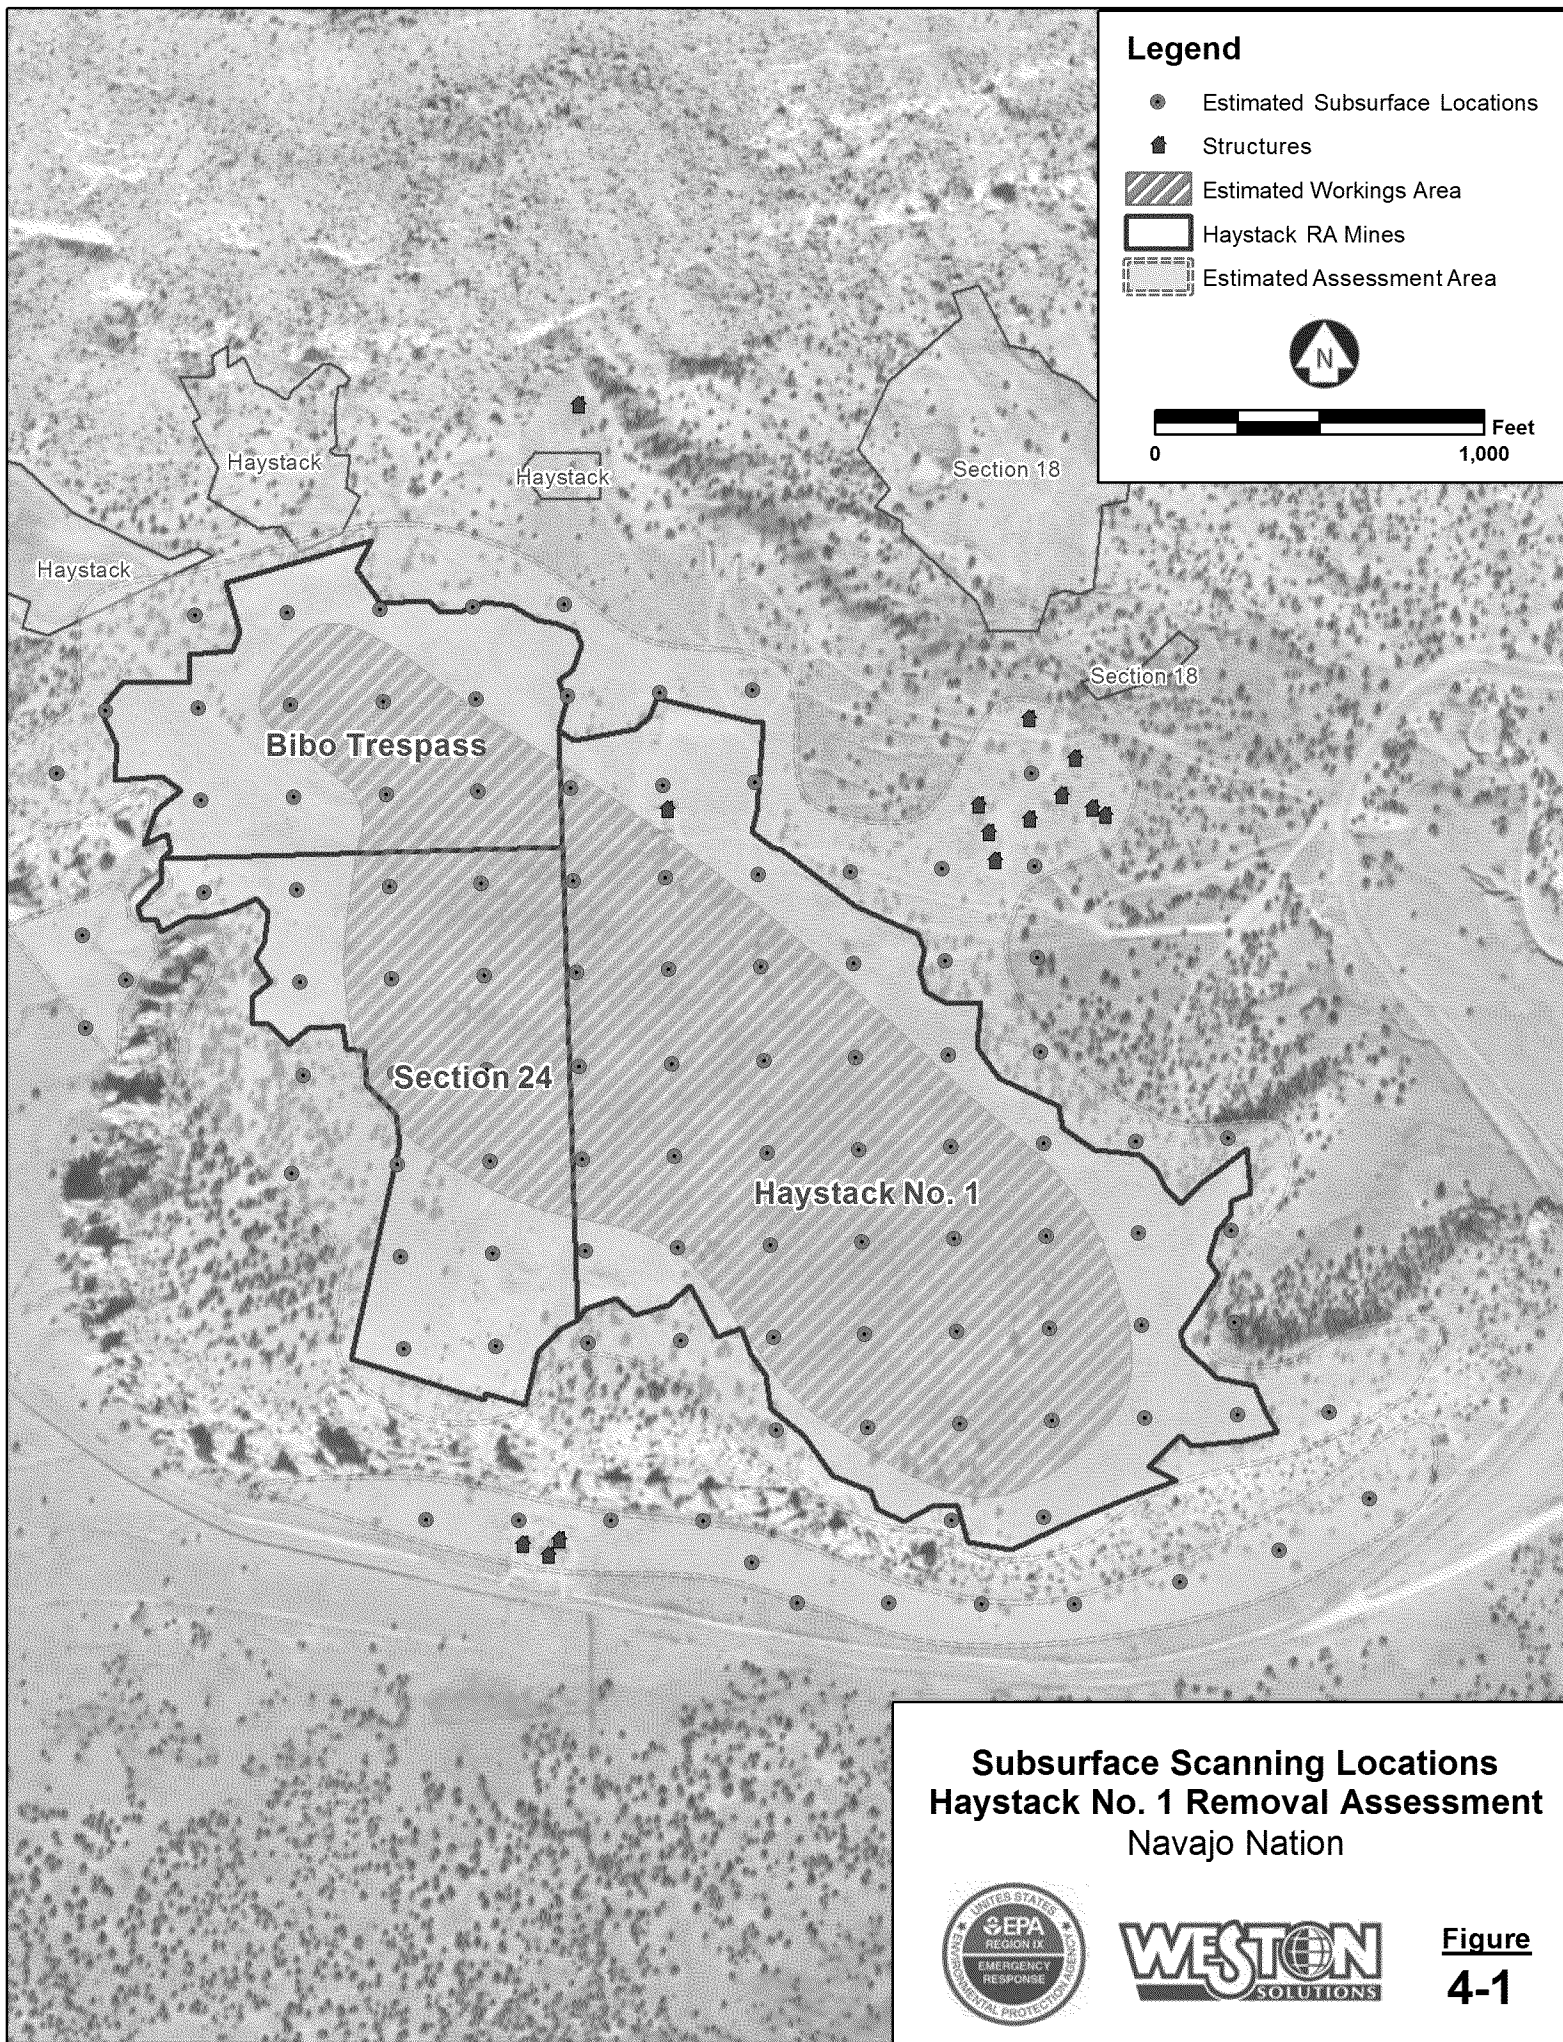 Legend
Estimated Subsurface Locations
Structures
Estimated Workings Area
Haystack RA Mines
Estimated Assessment Area
N
Feet
0 1,000
Haystack
Haystack
Section 18
Haystack
Section 18
Bibo Trespass
Section 24
Haystack No. 1
Subsurface Scanning Locations
Haystack No. 1 Removal Assessment
Navajo Nation
UNITED STATES
ENVIRONMENTAL PROTECTION AGENCY
EPA
REGION IX
EMERGENCY
RESPONSE
WESTON
SOLUTIONS
Figure
4-1